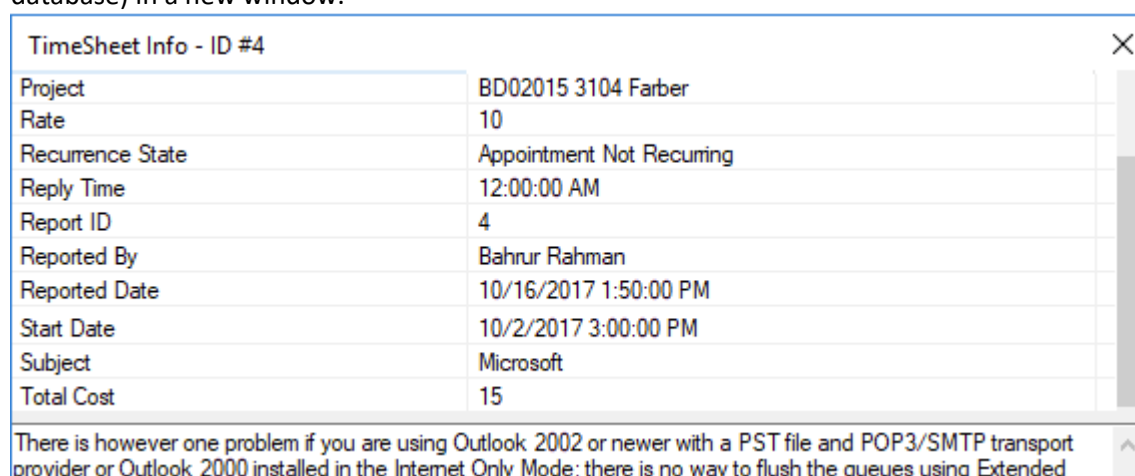 database) in a new window.
TimeSheet Info - ID #4
Project BD02015 3104 Farber
Rate 10
Recurrence State Appointment Not Recurring
Reply Time 12:00:00 AM
Report ID 4
Reported By Bahrur Rahman
Reported Date 10/16/2017 1:50:00 PM
Start Date 10/2/2017 3:00:00 PM
Subject Microsoft
Total Cost 15
There is however one problem if you are using Outlook 2002 or newer with a PST file and POP3/SMTP transport
provider or Outlook 2000 installed in the Internet Only Mode: there is no way to flush the queues using Extended